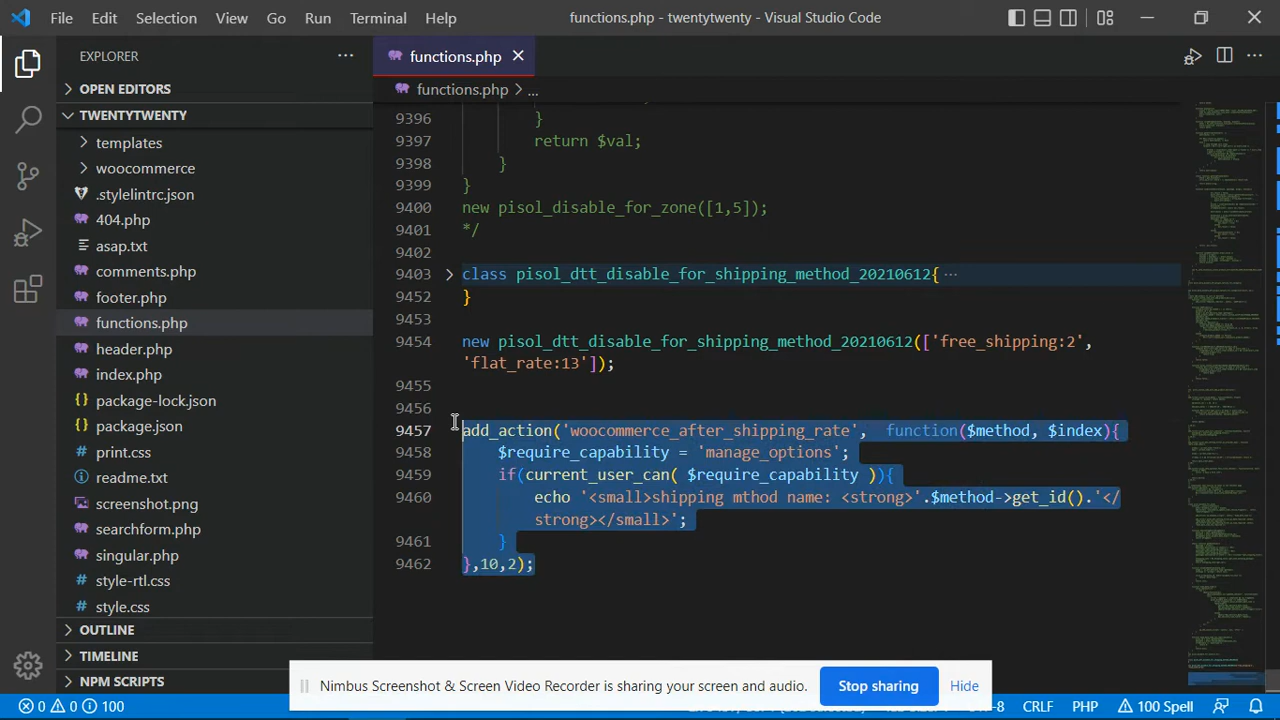 File Edit Selection View Go Run Terminal Help functions.php - twentytwenty - Visual Studio Code
EXPLORER
OPEN EDITORS
TWENTYTWENTY
templates
woocommerce
.stylelintrc.json
404.php
asap.txt
comments.php
footer.php
functions.php
header.php
index.php
package-lock.json
package.json
print.css
readme.txt
screenshot.png
searchform.php
singular.php
style-rtl.css
style.css
OUTLINE
TIMELINE
NPM SCRIPTS
functions.php
functions.php > ...
9396 }
9397 return $val;
9398 }
9399 }
9400 new pisol_disable_for_zone([1,5]);
9401 */
9402
9403 class pisol_dtt_disable_for_shipping_method_20210612{ ...
9452 }
9453
9454 new pisol_dtt_disable_for_shipping_method_20210612(['free_shipping:2',
'flat_rate:13']);
9455
9456
9457 add_action('woocommerce_after_shipping_rate', function($method, $index){
9458 $require_capability = 'manage_options';
9459 if(current_user_can( $require_capability )){
9460 echo '<small>shipping mthod name: <strong>'.$method->get_id().'</
strong></small>';
9461 }
9462 },10,2);
Nimbus Screenshot & Screen Video Recorder is sharing your screen and audio. Stop sharing Hide
0 0 100 CRLF PHP 100 Spell